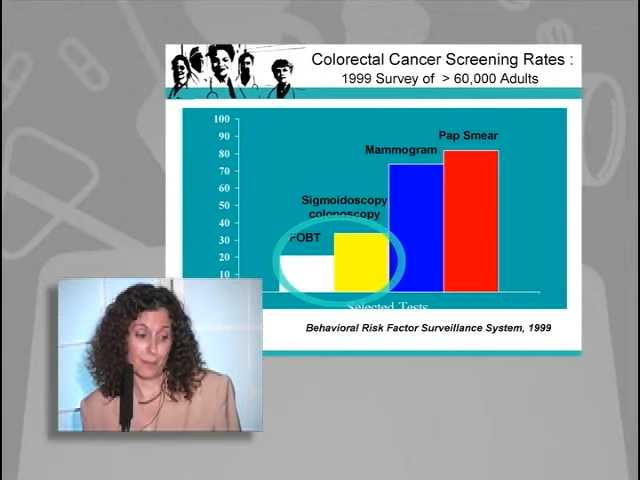 Colorectal Cancer Screening Rates :
1999 Survey of > 60,000 Adults
100
90
80
70
60
50
40
30
20
10
Pap Smear
Mammogram
Sigmoidoscopy
colonoscopy
FOBT
Selected Tests
Behavioral Risk Factor Surveillance System, 1999